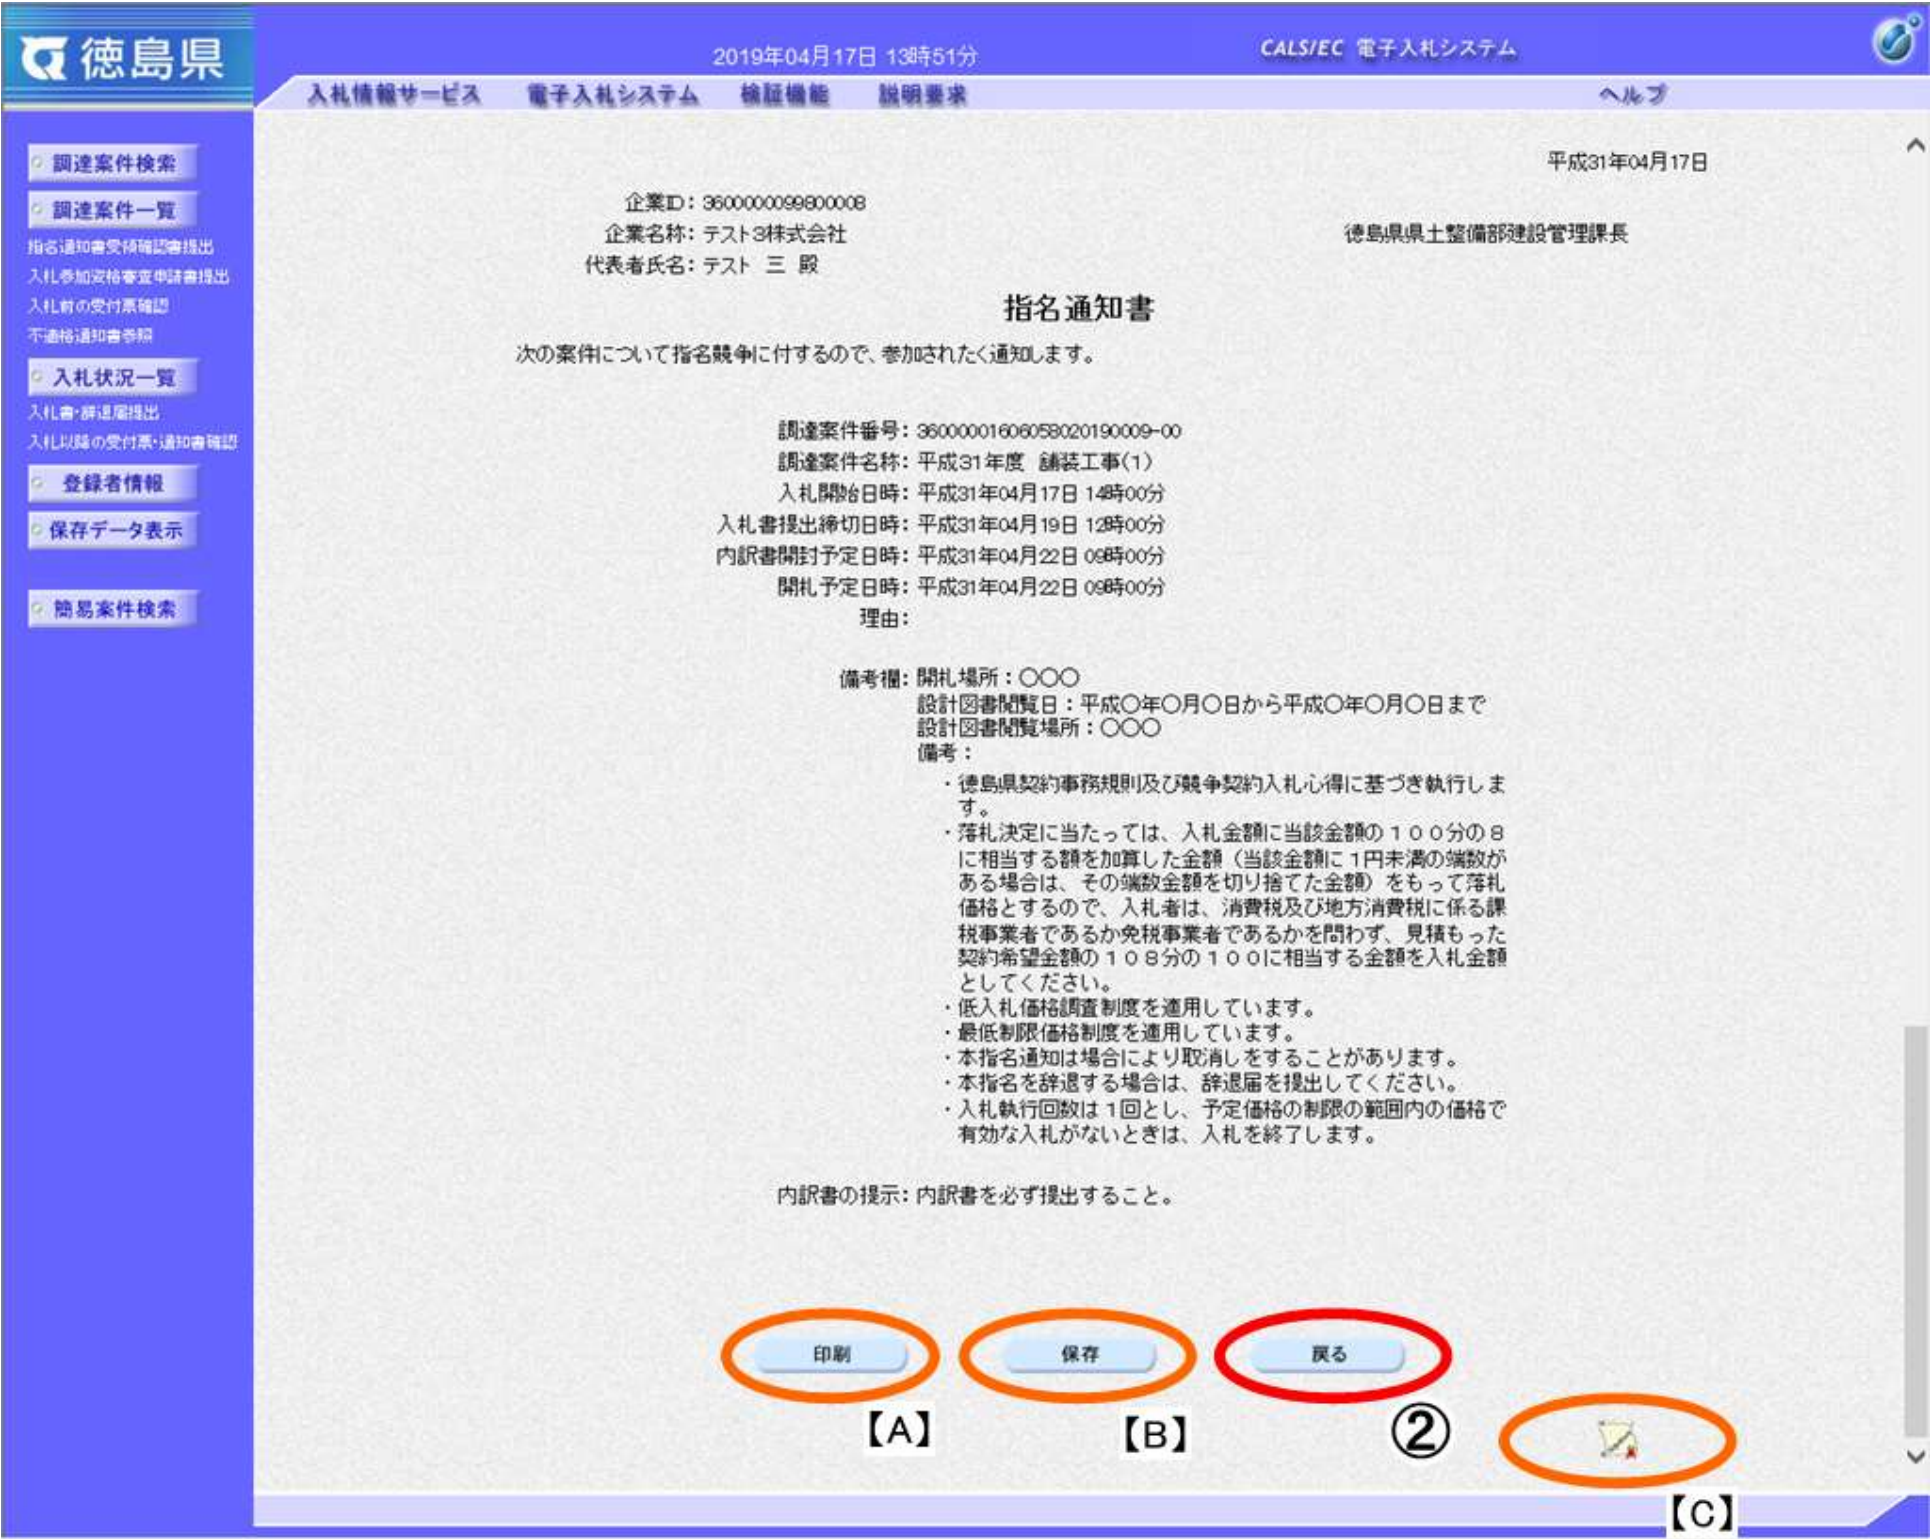 徳島県
2019年04月17日 13時51分
CALS/EC 電子入札システム
入札情報サービス
電子入札システム
検証機能
説明要求
ヘルプ
調達案件検索
調達案件一覧
指名通知書受領確認書提出
入札参加資格審査申請書提出
入札前の受付票確認
不適格通知書参照
入札状況一覧
入札書・辞退届提出
入札以降の受付票・通知書確認
登録者情報
保存データ表示
簡易案件検索
平成31年04月17日
企業ID：3600000099800008
企業名称：テスト3株式会社
徳島県県土整備部建設管理課長
代表者氏名：テスト 三 殿
指名通知書
次の案件について指名競争に付するので、参加されたく通知します。
調達案件番号：36000001606058020190009-00
調達案件名称：平成31年度 舗装工事(1)
入札開始日時：平成31年04月17日 14時00分
入札書提出締切日時：平成31年04月19日 12時00分
内訳書開封予定日時：平成31年04月22日 09時00分
開札予定日時：平成31年04月22日 09時00分
理由：
備考欄：開札場所：○○○
設計図書閲覧日：平成○年○月○日から平成○年○月○日まで
設計図書閲覧場所：○○○
備考：
・徳島県契約事務規則及び競争契約入札心得に基づき執行しま
す。
・落札決定に当たっては、入札金額に当該金額の１００分の８
に相当する額を加算した金額（当該金額に１円未満の端数が
ある場合は、その端数金額を切り捨てた金額）をもって落札
価格とするので、入札者は、消費税及び地方消費税に係る課
税事業者であるか免税事業者であるかを問わず、見積もった
契約希望金額の１０８分の１００に相当する金額を入札金額
としてください。
・低入札価格調査制度を適用しています。
・最低制限価格制度を適用しています。
・本指名通知は場合により取消しをすることがあります。
・本指名を辞退する場合は、辞退届を提出してください。
・入札執行回数は１回とし、予定価格の制限の範囲内の価格で
有効な入札がないときは、入札を終了します。
内訳書の提示：内訳書を必ず提出すること。
印刷
保存
戻る
【A】
【B】
②
【C】